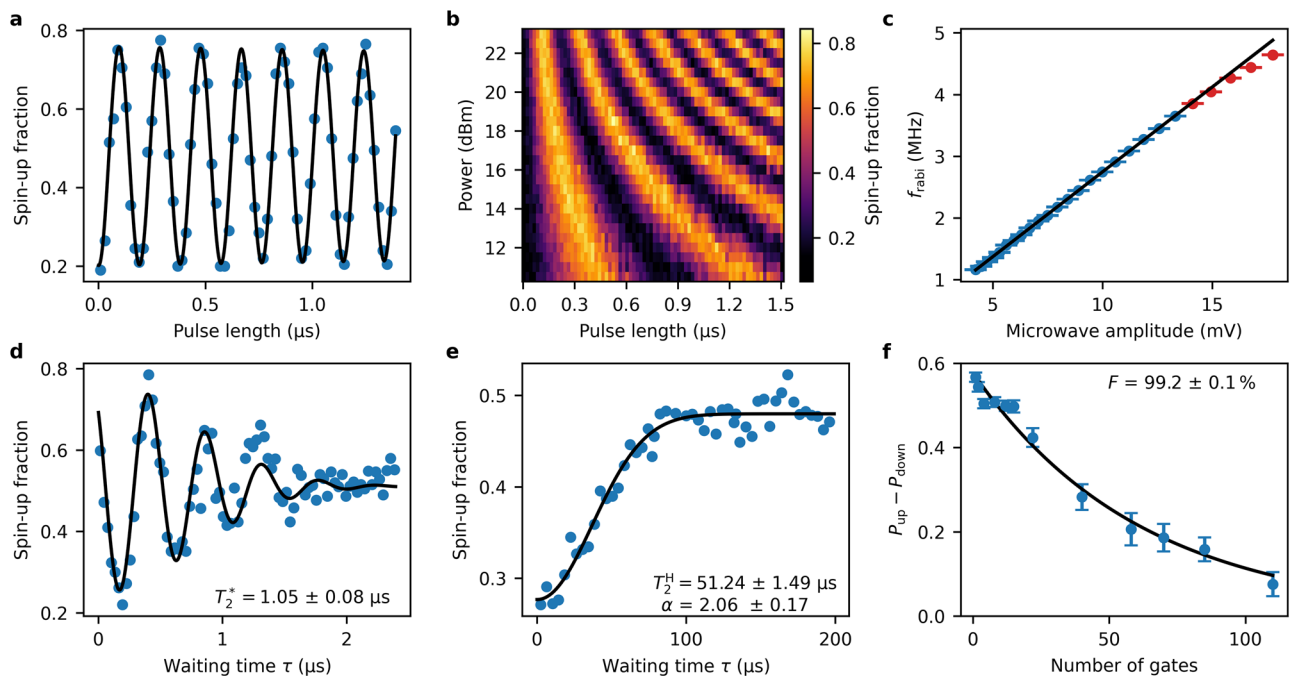 a
0.8
0.6
0.4
0.2
0.0
0.5
1.0
Spin-up fraction
Pulse length (μs)
b
22
20
18
16
14
12
0.0
0.3
0.6
0.9
1.2
1.5
Power (dBm)
Pulse length (μs)
0.8
0.6
0.4
0.2
Spin-up fraction
c
5
4
3
2
1
5
10
15
f_rabi (MHz)
Microwave amplitude (mV)
d
0.8
0.6
0.4
0.2
0
1
2
Spin-up fraction
T₂* = 1.05 ± 0.08 μs
Waiting time τ (μs)
e
0.5
0.4
0.3
0
100
200
Spin-up fraction
T₂ᴴ = 51.24 ± 1.49 μs
α = 2.06 ± 0.17
Waiting time τ (μs)
f
0.6
0.4
0.2
0.0
0
50
100
P_up − P_down
F = 99.2 ± 0.1 %
Number of gates